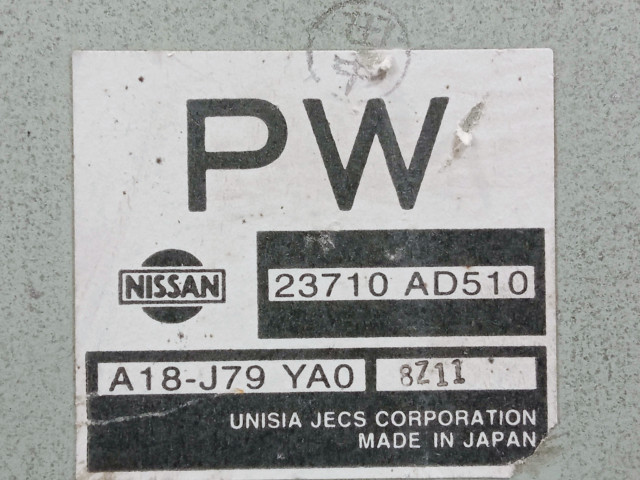 PW
NISSAN
23710 AD510
A18-J79 YA0
8Z11
UNISIA JECS CORPORATION
MADE IN JAPAN